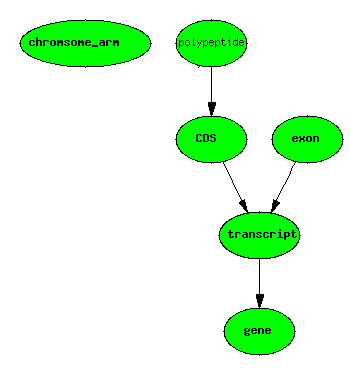 chromsome_arm
polypeptide
CDS
exon
transcript
gene